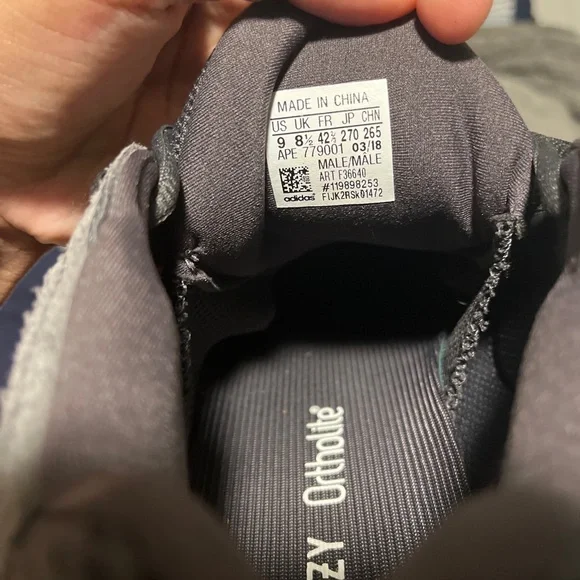 MADE IN CHINA
US UK FR JP CHN
9 8½ 42⅔ 270 265
APE 779001 03/18
MALE/MÂLE
ART F36640
#119898253
adidas FIJK2RSk01472
Ortholite®
ZY